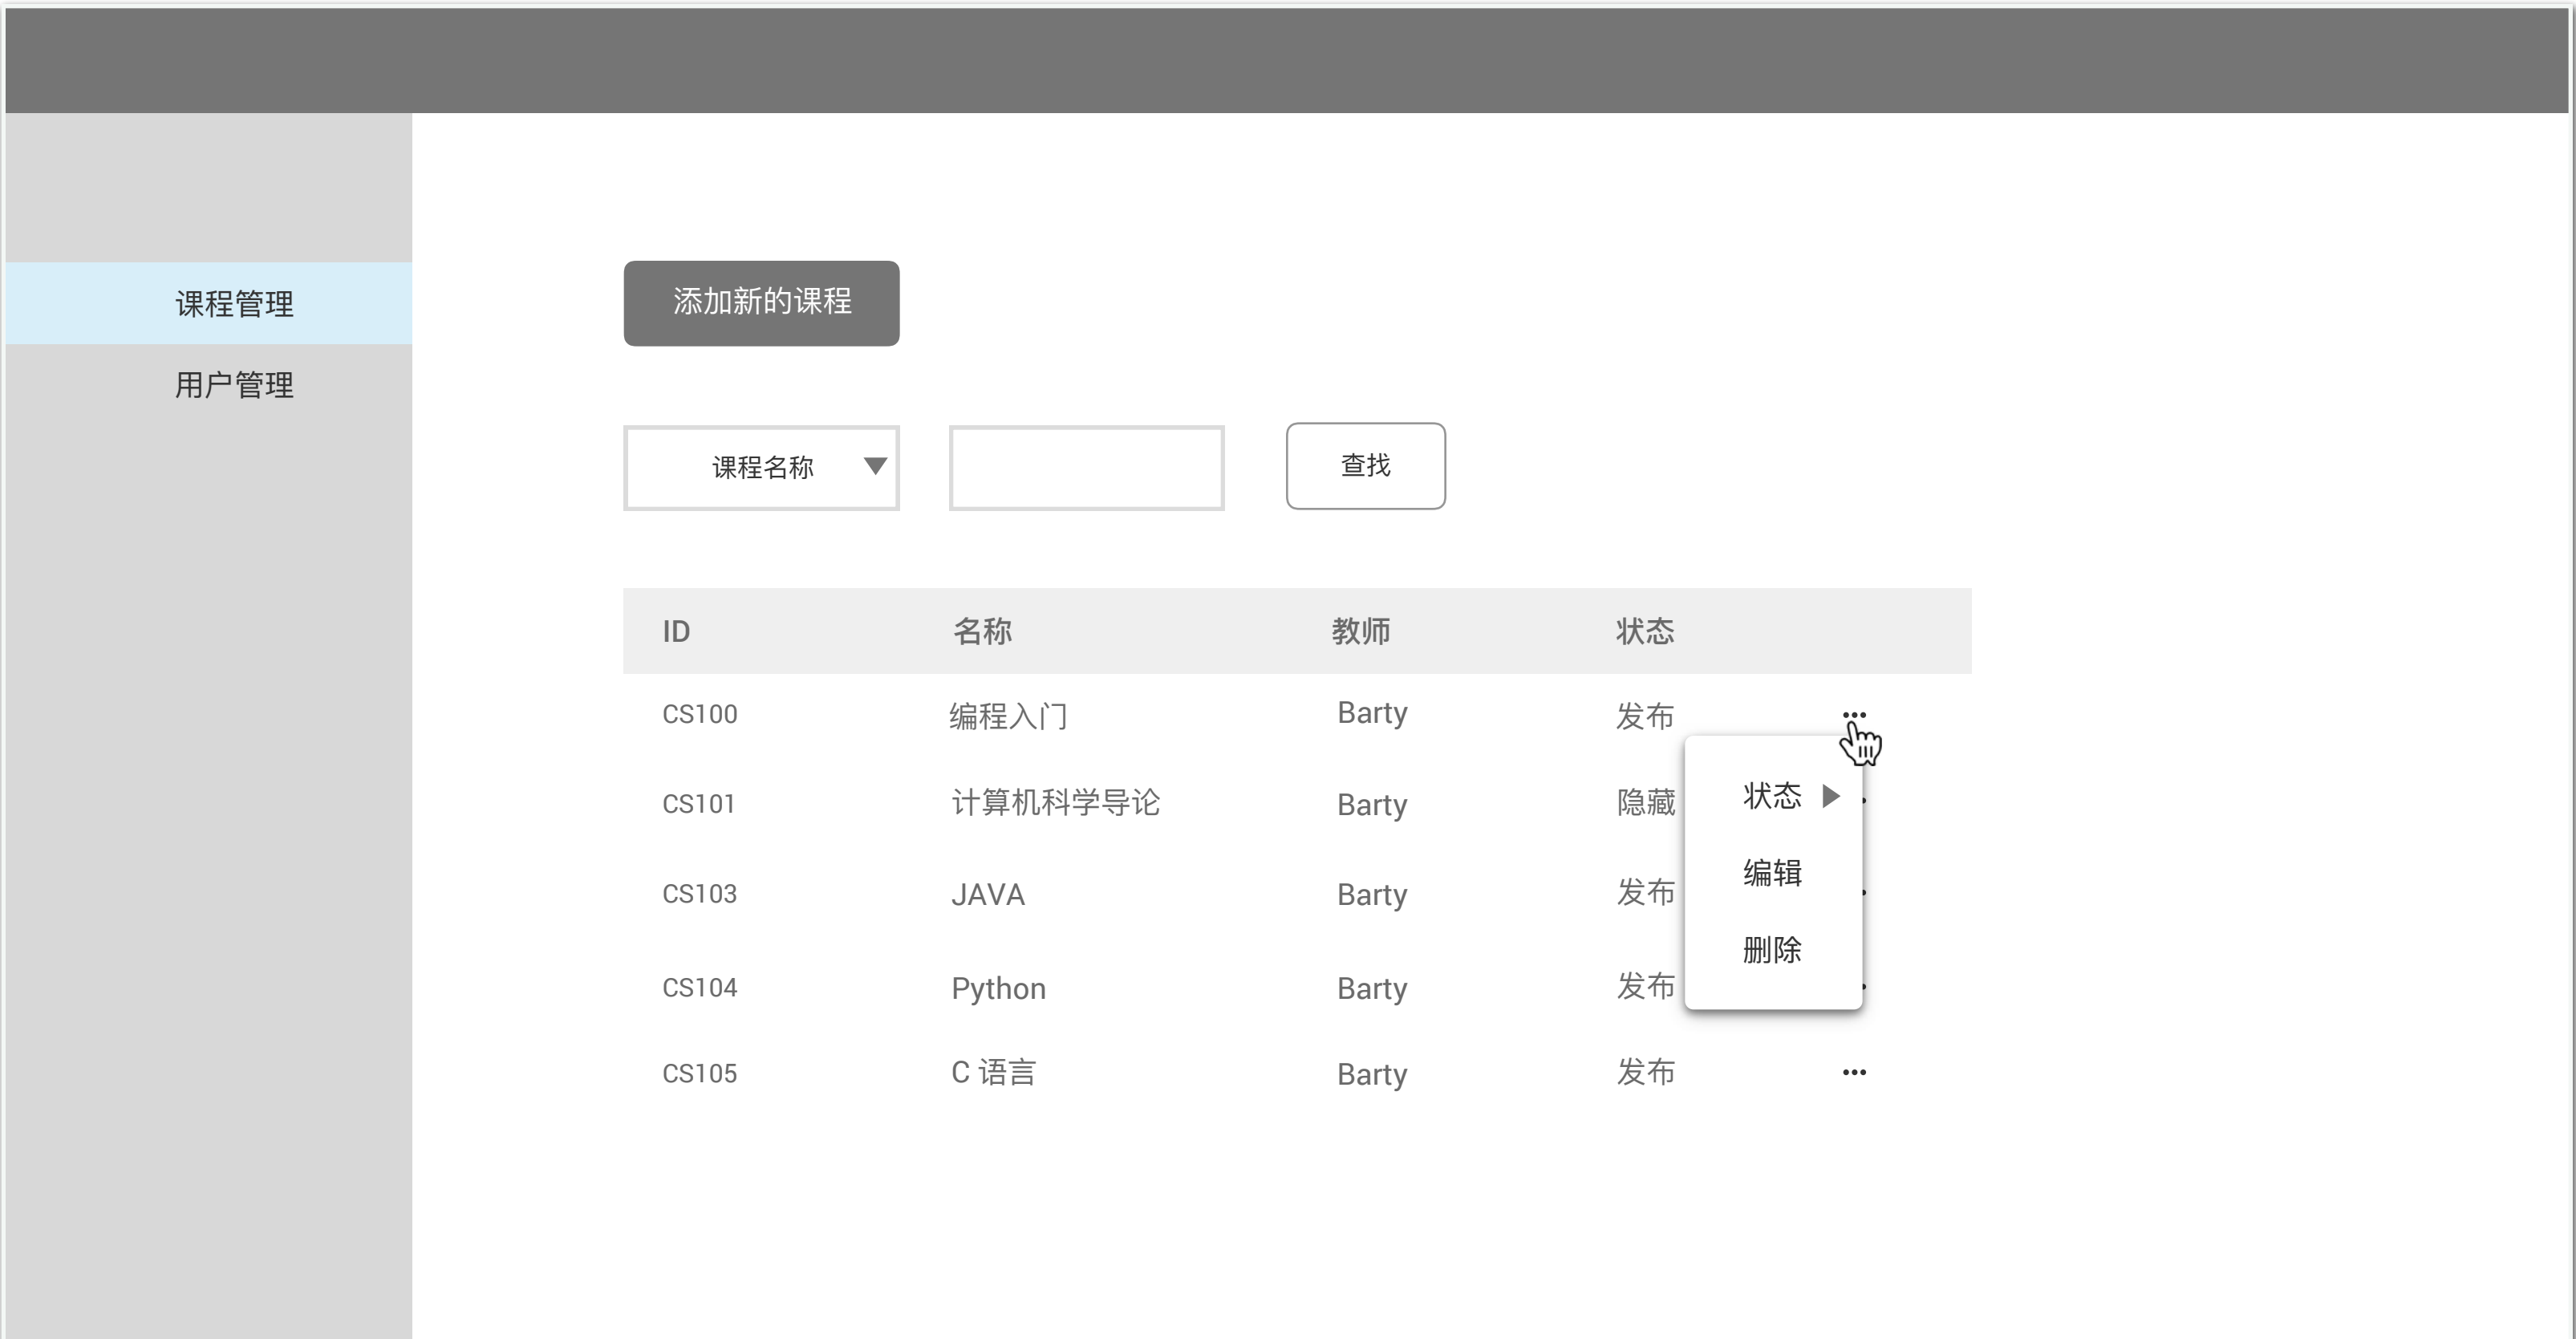 课程管理
用户管理
添加新的课程
课程名称 查找
ID 名称 教师 状态
CS100 编程入门 Barty 发布
CS101 计算机科学导论 Barty 隐藏
CS103 JAVA Barty 发布
CS104 Python Barty 发布
CS105 C 语言 Barty 发布
状态
编辑
删除